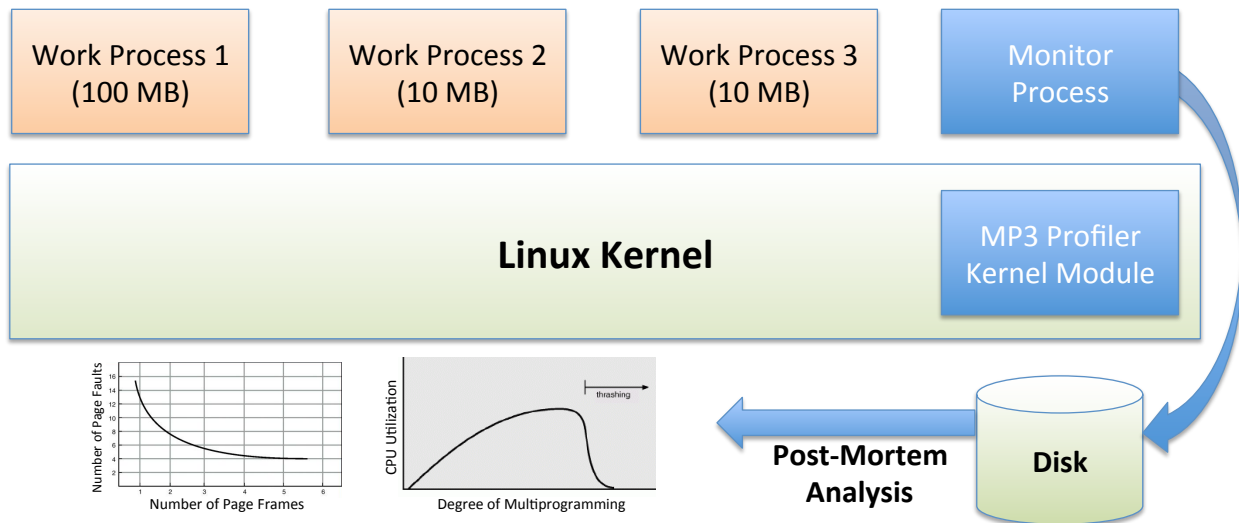 Work Process 1
(100 MB)
Work Process 2
(10 MB)
Work Process 3
(10 MB)
Monitor
Process
Linux Kernel
MP3 Profiler
Kernel Module
Number of Page Faults
16
14
12
10
8
6
4
2
1
2
3
4
5
6
Number of Page Frames
CPU Utilization
thrashing
Degree of Multiprogramming
Post-Mortem
Analysis
Disk